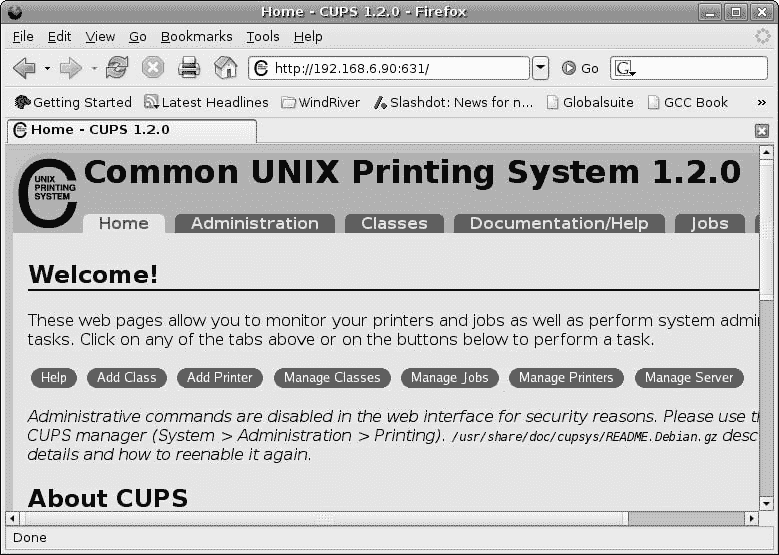 Home - CUPS 1.2.0 - Firefox
File Edit View Go Bookmarks Tools Help
http://192.168.6.90:631/ Go G
Getting Started Latest Headlines WindRiver Slashdot: News for n... Globalsuite GCC Book »
Home - CUPS 1.2.0
UNIX PRINTING SYSTEM
Common UNIX Printing System 1.2.0
Home Administration Classes Documentation/Help Jobs
Welcome!
These web pages allow you to monitor your printers and jobs as well as perform system admi
tasks. Click on any of the tabs above or on the buttons below to perform a task.
Help Add Class Add Printer Manage Classes Manage Jobs Manage Printers Manage Server
Administrative commands are disabled in the web interface for security reasons. Please use t
CUPS manager (System > Administration > Printing). /usr/share/doc/cupsys/README.Debian.gz desc
details and how to reenable it again.
About CUPS
Done